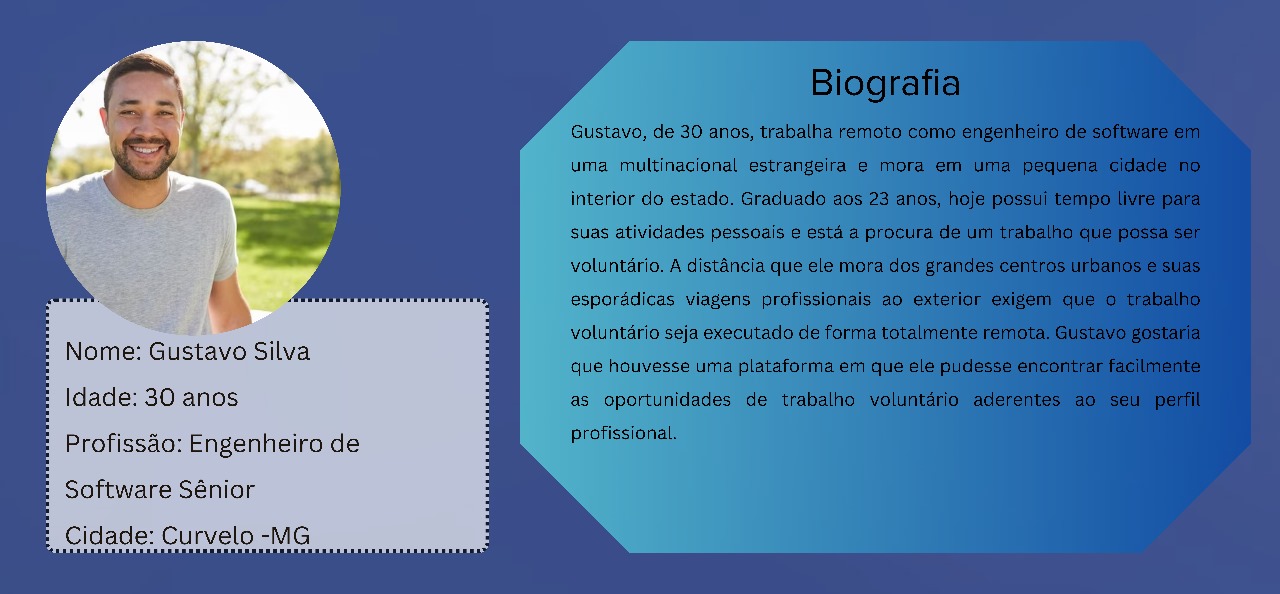 Nome: Gustavo Silva
Idade: 30 anos
Profissão: Engenheiro de
Software Sênior
Cidade: Curvelo -MG
Biografia
Gustavo, de 30 anos, trabalha remoto como engenheiro de software em
uma multinacional estrangeira e mora em uma pequena cidade no
interior do estado. Graduado aos 23 anos, hoje possui tempo livre para
suas atividades pessoais e está a procura de um trabalho que possa ser
voluntário. A distância que ele mora dos grandes centros urbanos e suas
esporádicas viagens profissionais ao exterior exigem que o trabalho
voluntário seja executado de forma totalmente remota. Gustavo gostaria
que houvesse uma plataforma em que ele pudesse encontrar facilmente
as oportunidades de trabalho voluntário aderentes ao seu perfil
profissional.